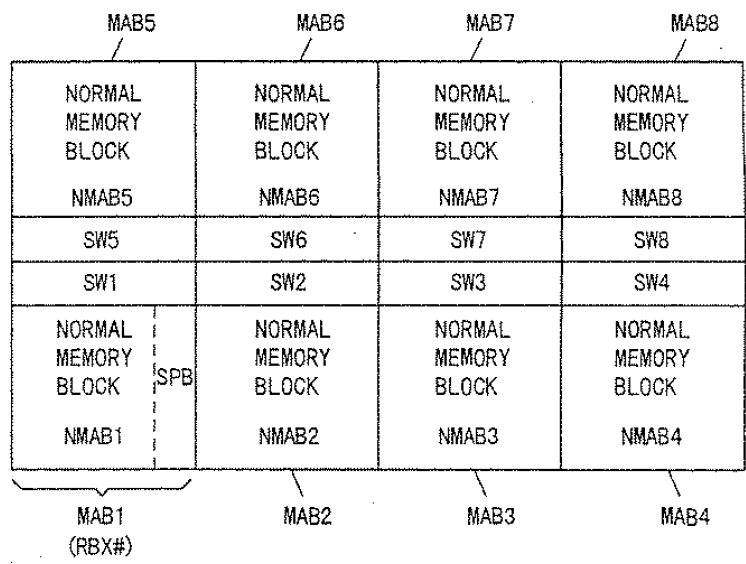 MAB5 MAB6 MAB7 MAB8
NORMAL NORMAL NORMAL NORMAL
MEMORY MEMORY MEMORY MEMORY
BLOCK BLOCK BLOCK BLOCK
NMAB5 NMAB6 NMAB7 NMAB8
SW5 SW6 SW7 SW8
SW1 SW2 SW3 SW4
NORMAL NORMAL NORMAL NORMAL
MEMORY MEMORY MEMORY MEMORY
BLOCK SPB BLOCK BLOCK BLOCK
NMAB1 NMAB2 NMAB3 NMAB4
MAB1 MAB2 MAB3 MAB4
(RBX#)